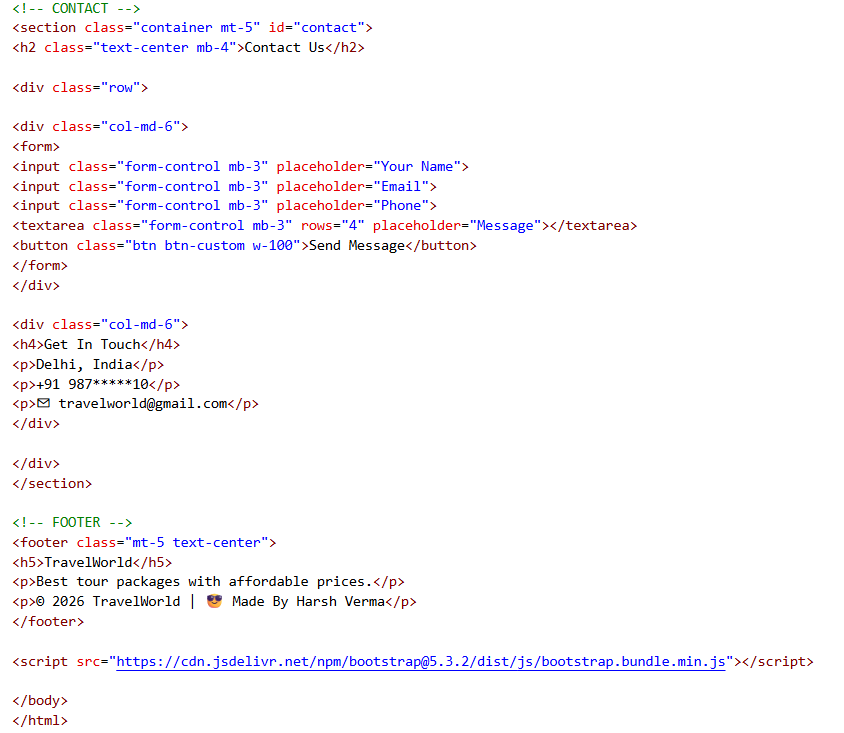 <!-- CONTACT -->
<section class="container mt-5" id="contact">
<h2 class="text-center mb-4">Contact Us</h2>
<div class="row">
<div class="col-md-6">
<form>
<input class="form-control mb-3" placeholder="Your Name">
<input class="form-control mb-3" placeholder="Email">
<input class="form-control mb-3" placeholder="Phone">
<textarea class="form-control mb-3" rows="4" placeholder="Message"></textarea>
<button class="btn btn-custom w-100">Send Message</button>
</form>
</div>
<div class="col-md-6">
<h4>Get In Touch</h4>
<p>Delhi, India</p>
<p>+91 987*****10</p>
<p>✉ travelworld@gmail.com</p>
</div>
</div>
</section>
<!-- FOOTER -->
<footer class="mt-5 text-center">
<h5>TravelWorld</h5>
<p>Best tour packages with affordable prices.</p>
<p>© 2026 TravelWorld | 😎 Made By Harsh Verma</p>
</footer>
<script src="https://cdn.jsdelivr.net/npm/bootstrap@5.3.2/dist/js/bootstrap.bundle.min.js"></script>
</body>
</html>